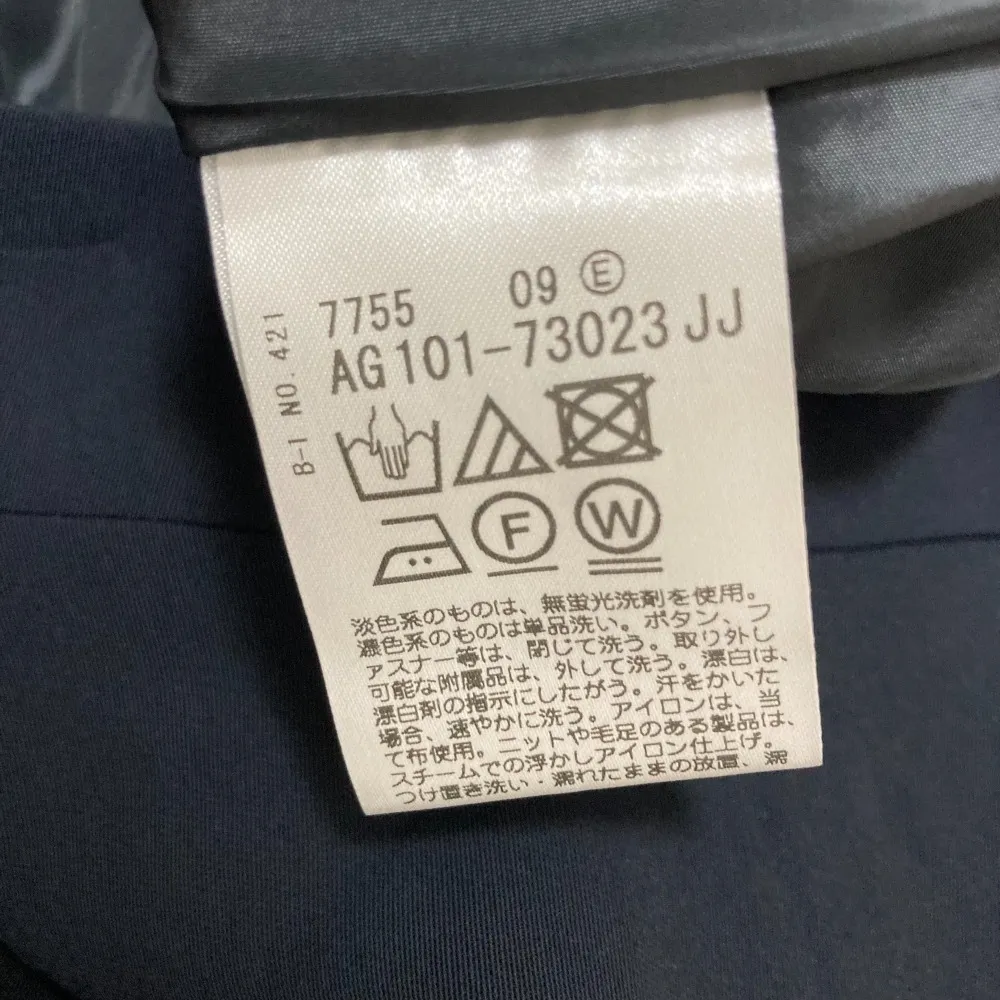 7755 09 Ⓔ
AG101-73023 JJ
B-1 NO.421
F W
淡色系のものは、無蛍光洗剤を使用。
濃色系のものは単品洗い。ボタン、フ
ァスナー等は、閉じて洗う。取り外し
可能な附属品は、外して洗う。漂白は、
漂白剤の指示にしたがう。汗をかいた
場合、速やかに洗う。アイロンは、当
て布使用。ニットや毛足のある製品は、
スチームでの浮かしアイロン仕上げ。
つけ置き洗い・濡れたままの放置、濡